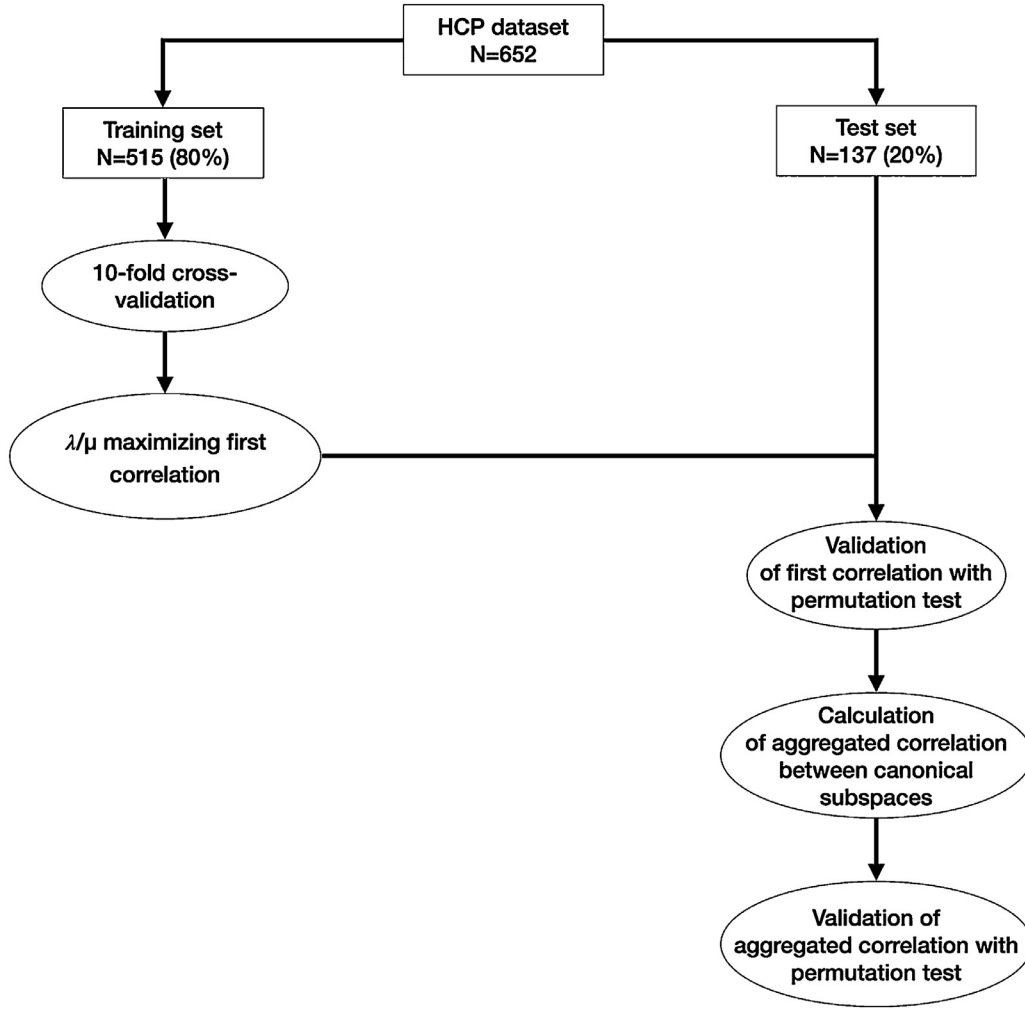 HCP dataset
N=652
Training set
N=515 (80%)
Test set
N=137 (20%)
10-fold cross-
validation
λ/μ maximizing first
correlation
Validation
of first correlation with
permutation test
Calculation
of aggregated correlation
between canonical
subspaces
Validation of
aggregated correlation with
permutation test